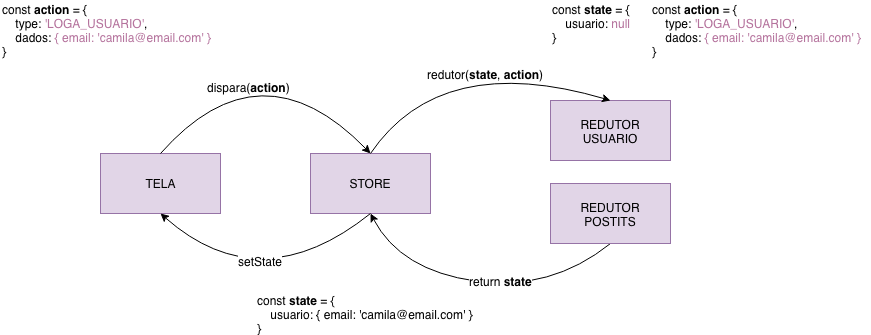 const action = {
type: 'LOGA_USUARIO',
dados: { email: 'camila@email.com' }
}
const state = {
usuario: null
}
const action = {
type: 'LOGA_USUARIO',
dados: { email: 'camila@email.com' }
}
dispara(action)
redutor(state, action)
TELA
STORE
REDUTOR
USUARIO
REDUTOR
POSTITS
setState
return state
const state = {
usuario: { email: 'camila@email.com' }
}